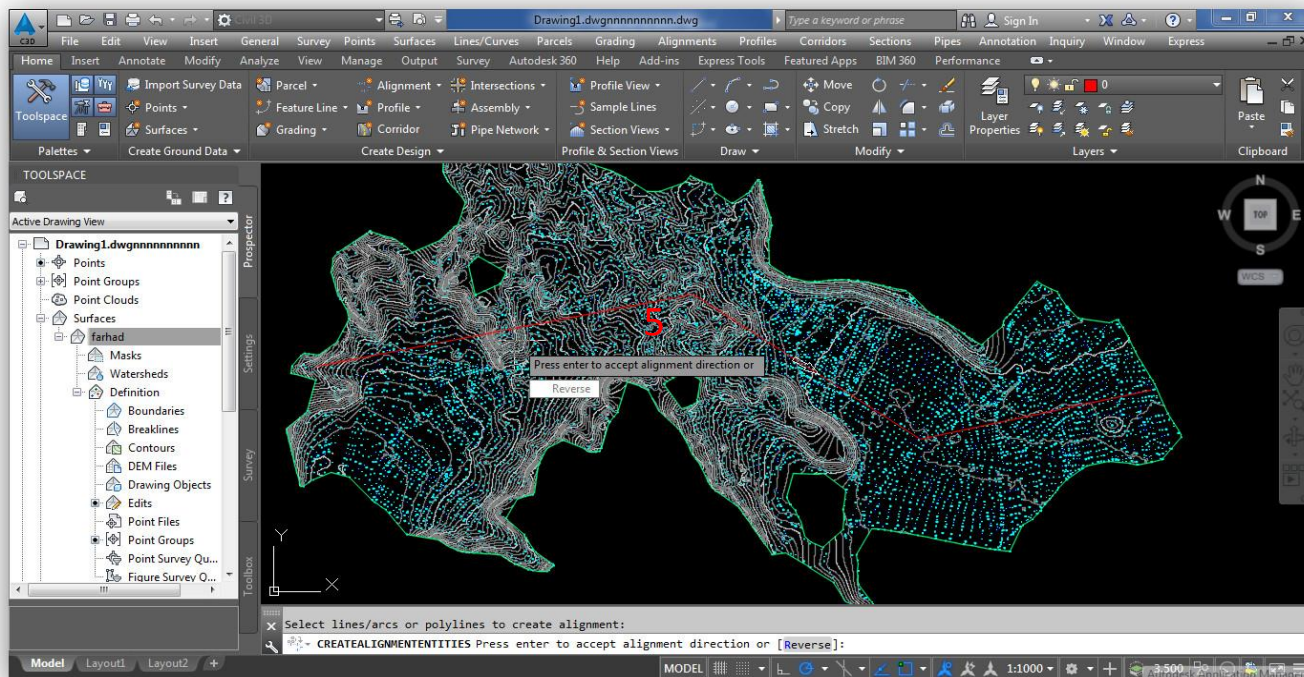 Civil 3D
Drawing1.dwgnnnnnnnnnn.dwg
Type a keyword or phrase
Sign In
C3D
File Edit View Insert General Survey Points Surfaces Lines/Curves Parcels Grading Alignments Profiles Corridors Sections Pipes Annotation Inquiry Window Express
Home Insert Annotate Modify Analyze View Manage Output Survey Autodesk 360 Help Add-ins Express Tools Featured Apps BIM 360 Performance
Import Survey Data Parcel Alignment Intersections Profile View Move 0
Toolspace Points Feature Line Profile Assembly Sample Lines Copy Layer Properties Paste
Surfaces Grading Corridor Pipe Network Section Views Stretch
Palettes Create Ground Data Create Design Profile & Section Views Draw Modify Layers Clipboard
TOOLSPACE
Active Drawing View
Drawing1.dwgnnnnnnnnnn
Points
Point Groups
Point Clouds
Surfaces
farhad
Masks
Watersheds
Definition
Boundaries
Breaklines
Contours
DEM Files
Drawing Objects
Edits
Point Files
Point Groups
Point Survey Qu...
Figure Survey Q...
Prospector
Settings
Survey
Toolbox
5
Press enter to accept alignment direction or
Reverse
N
W TOP E
S
WCS
Y
X
Select lines/arcs or polylines to create alignment:
CREATEALIGNMENTENTITIES Press enter to accept alignment direction or [Reverse]:
Model Layout1 Layout2 +
MODEL 1:1000 3.500
Autodesk Application Manager